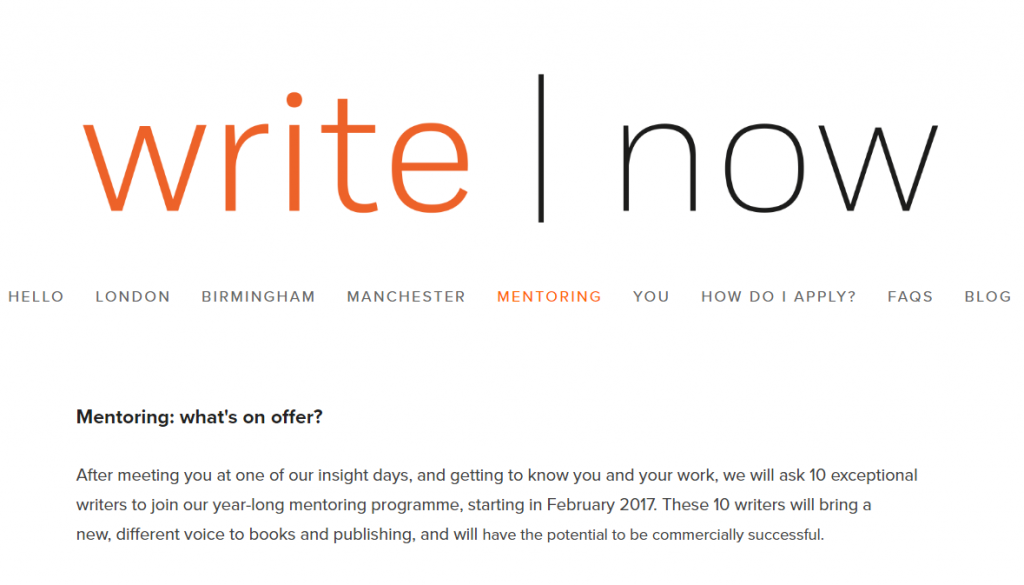 write | now
HELLO LONDON BIRMINGHAM MANCHESTER MENTORING YOU HOW DO I APPLY? FAQS BLOG
Mentoring: what's on offer?
After meeting you at one of our insight days, and getting to know you and your work, we will ask 10 exceptional
writers to join our year-long mentoring programme, starting in February 2017. These 10 writers will bring a
new, different voice to books and publishing, and will have the potential to be commercially successful.